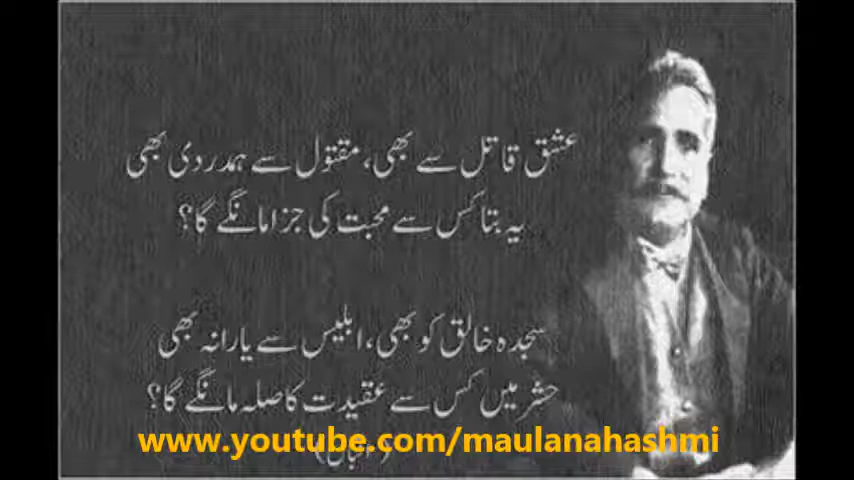 عشق قاتل سے بھی، مقتول سے ہمدردی بھی
یہ بتا کس سے محبت کی جزا مانگے گا؟
سجدہ خالق کو بھی، ابلیس سے یارانہ بھی
حشر میں کس سے عقیدت کا صلہ مانگے گا؟
www.youtube.com/maulanahashmi